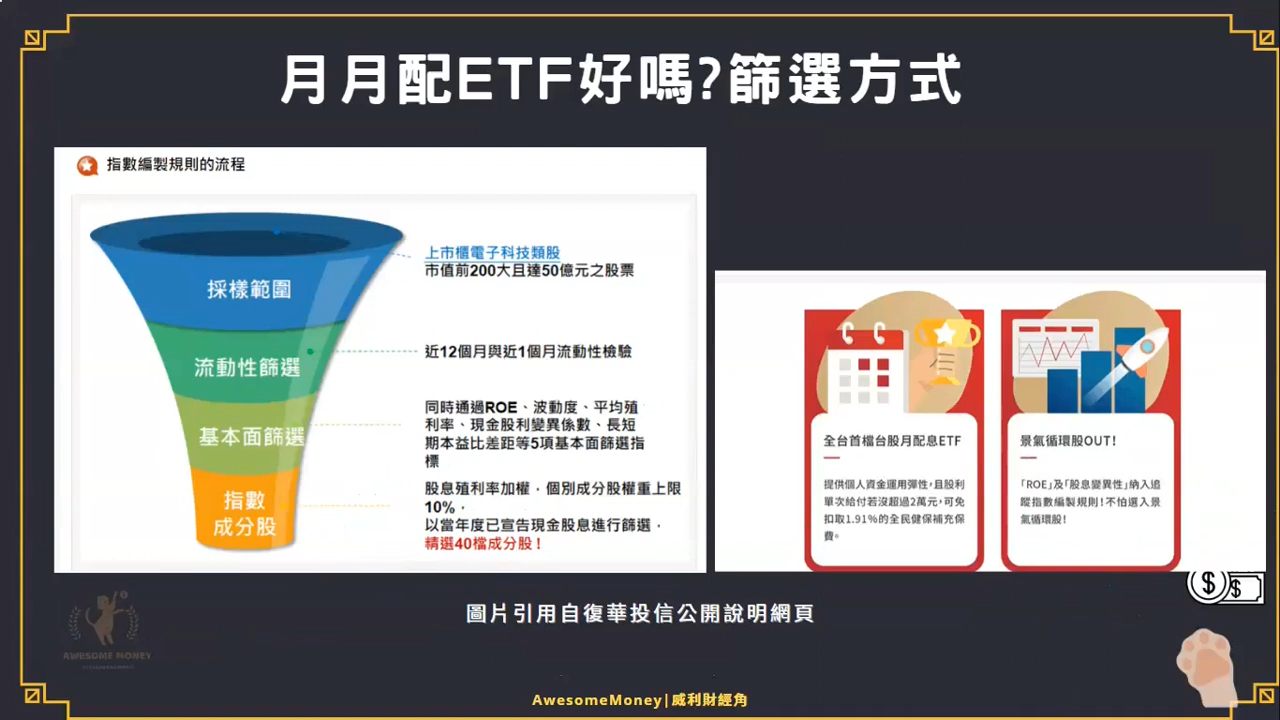 月月配ETF好嗎?篩選方式
指數編製規則的流程
採樣範圍
上市櫃電子科技類股
市值前200大且達50億元之股票
流動性篩選
近12個月與近1個月流動性檢驗
基本面篩選
同時通過ROE、波動度、平均殖
利率、現金股利變異係數、長短
期本益比差距等5項基本面篩選指
標
指數
成分股
股息殖利率加權，個別成分股權重上限
10%，
以當年度已宣告現金股息進行篩選，
精選40檔成分股！
全台首檔台股月配息ETF
提供個人資金運用彈性，且股利
單次給付若沒超過2萬元，可免
扣取1.91%的全民健保補充保
費。
景氣循環股OUT！
「ROE」及「股息變異性」納入追
蹤指數編製規則！不怕選入景
氣循環股！
圖片引用自復華投信公開說明網頁
AWESOME MONEY
AwesomeMoney|威利財經角